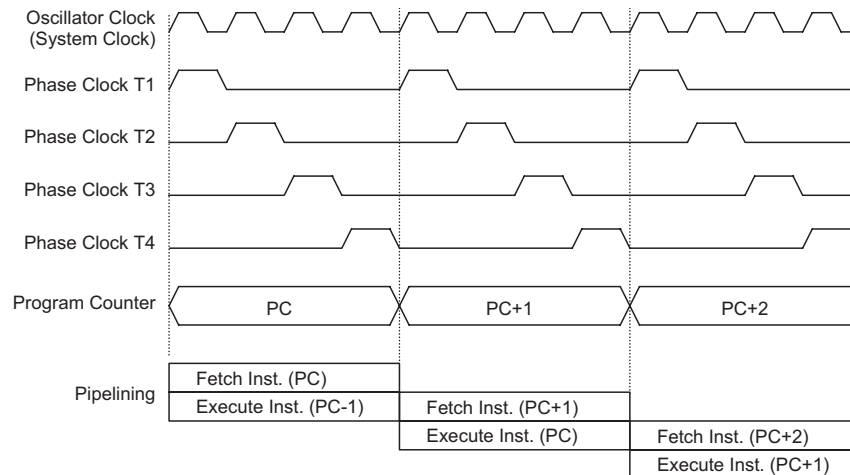 Oscillator Clock
(System Clock)
Phase Clock T1
Phase Clock T2
Phase Clock T3
Phase Clock T4
Program Counter
PC
PC+1
PC+2
Pipelining
Fetch Inst. (PC)
Execute Inst. (PC-1)
Fetch Inst. (PC+1)
Execute Inst. (PC)
Fetch Inst. (PC+2)
Execute Inst. (PC+1)